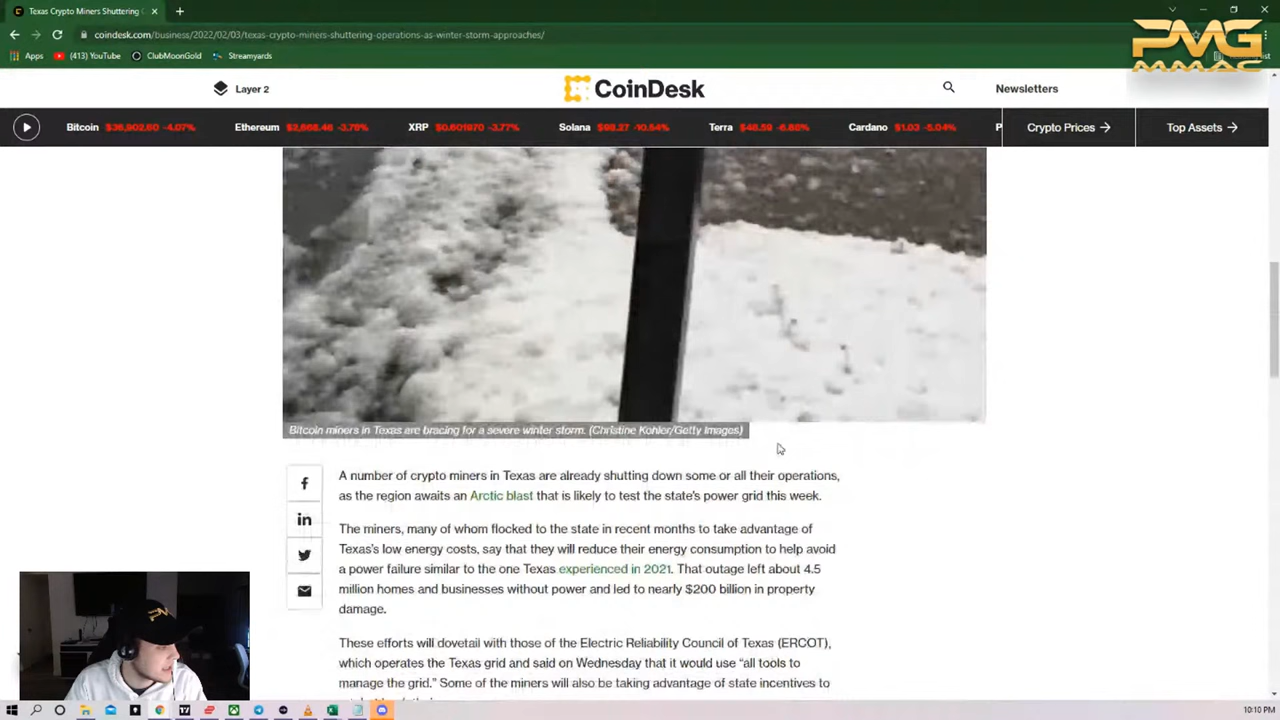 Texas Crypto Miners Shuttering
coindesk.com/business/2022/02/03/texas-crypto-miners-shuttering-operations-as-winter-storm-approaches/
PMG
MMAC
Apps
(413) YouTube
ClubMoonGold
Streamyards
Layer 2
CoinDesk
Newsletters
Bitcoin $36,902.60 -4.07%
Ethereum $2,668.46 -3.76%
XRP $0.601970 -3.77%
Solana $98.27 -10.54%
Terra $48.59 -6.88%
Cardano $1.03 -5.04%
P
Crypto Prices
Top Assets
Bitcoin miners in Texas are bracing for a severe winter storm. (Christine Kohler/Getty Images)
A number of crypto miners in Texas are already shutting down some or all their operations,
as the region awaits an Arctic blast that is likely to test the state's power grid this week.
The miners, many of whom flocked to the state in recent months to take advantage of
Texas's low energy costs, say that they will reduce their energy consumption to help avoid
a power failure similar to the one Texas experienced in 2021. That outage left about 4.5
million homes and businesses without power and led to nearly $200 billion in property
damage.
These efforts will dovetail with those of the Electric Reliability Council of Texas (ERCOT),
which operates the Texas grid and said on Wednesday that it would use “all tools to
manage the grid.” Some of the miners will also be taking advantage of state incentives to
10:10 PM